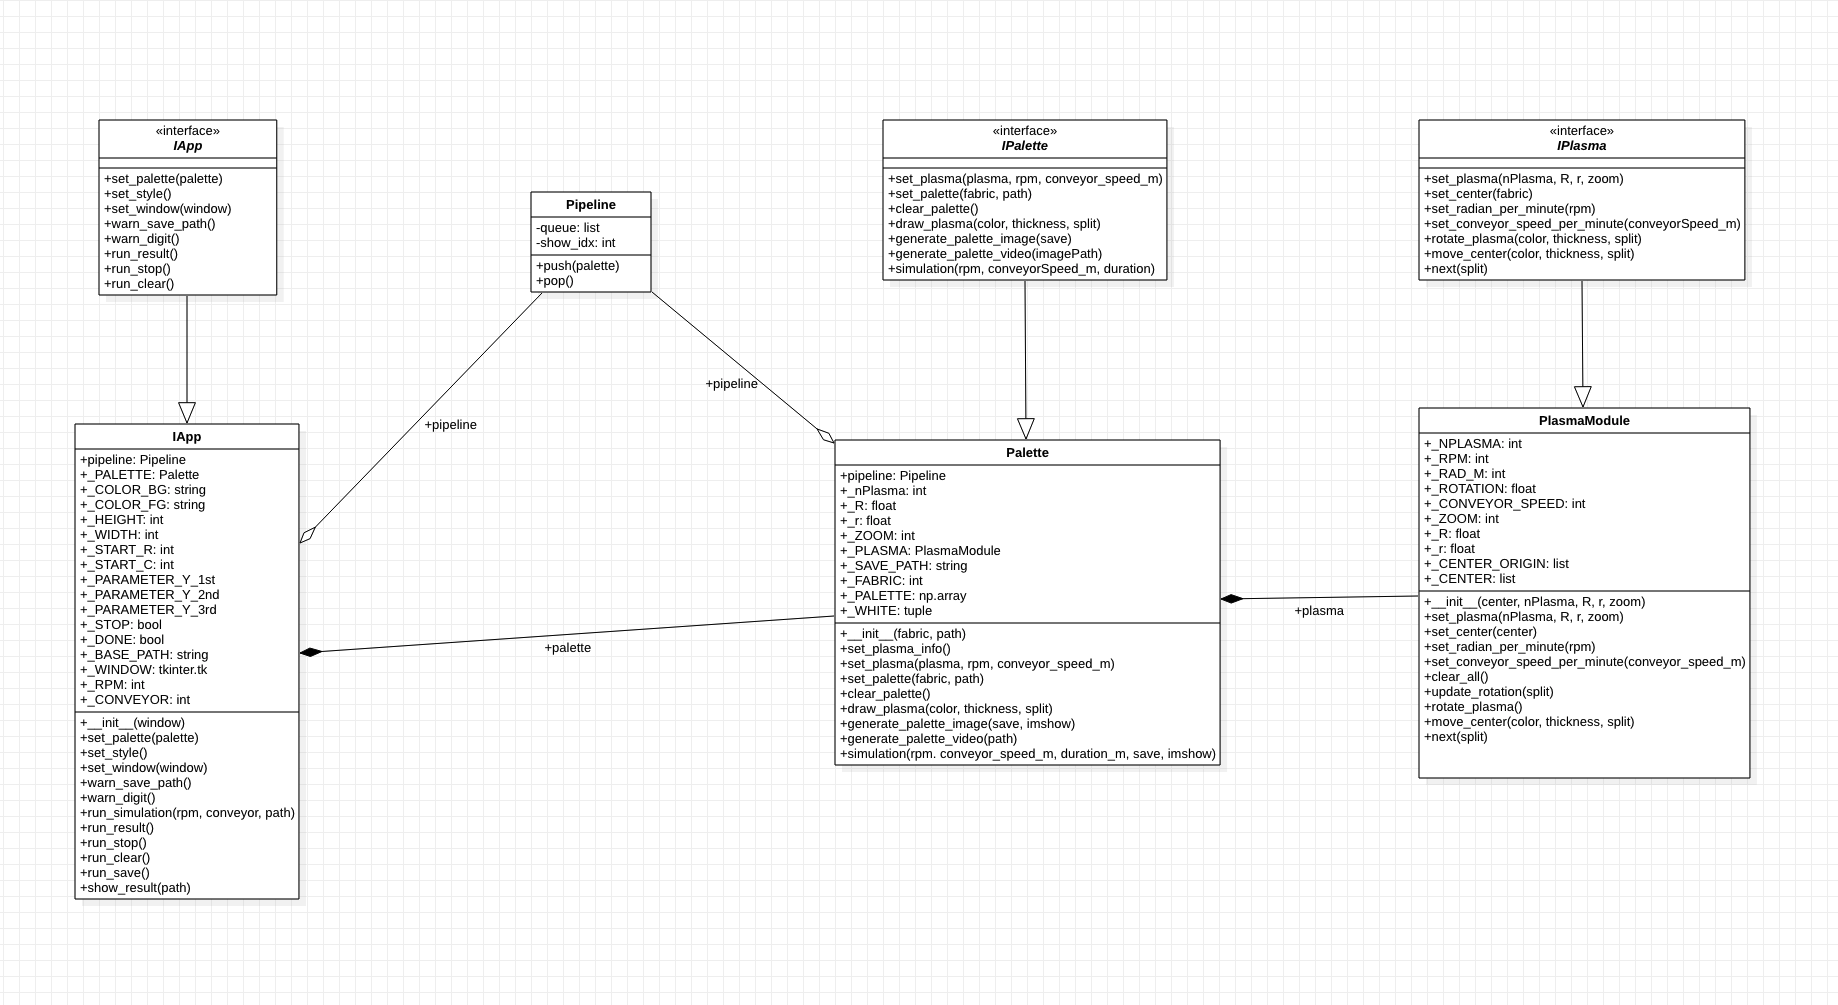 «interface»
IApp
+set_palette(palette)
+set_style()
+set_window(window)
+warn_save_path()
+warn_digit()
+run_result()
+run_stop()
+run_clear()
Pipeline
-queue: list
-show_idx: int
+push(palette)
+pop()
«interface»
IPalette
+set_plasma(plasma, rpm, conveyor_speed_m)
+set_palette(fabric, path)
+clear_palette()
+draw_plasma(color, thickness, split)
+generate_palette_image(save)
+generate_palette_video(imagePath)
+simulation(rpm, conveyorSpeed_m, duration)
«interface»
IPlasma
+set_plasma(nPlasma, R, r, zoom)
+set_center(fabric)
+set_radian_per_minute(rpm)
+set_conveyor_speed_per_minute(conveyorSpeed_m)
+rotate_plasma(color, thickness, split)
+move_center(color, thickness, split)
+next(split)
+pipeline
+pipeline
IApp
+pipeline: Pipeline
+_PALETTE: Palette
+_COLOR_BG: string
+_COLOR_FG: string
+_HEIGHT: int
+_WIDTH: int
+_START_R: int
+_START_C: int
+_PARAMETER_Y_1st
+_PARAMETER_Y_2nd
+_PARAMETER_Y_3rd
+_STOP: bool
+_DONE: bool
+_BASE_PATH: string
+_WINDOW: tkinter.tk
+_RPM: int
+_CONVEYOR: int
+__init__(window)
+set_palette(palette)
+set_style()
+set_window(window)
+warn_save_path()
+warn_digit()
+run_simulation(rpm, conveyor, path)
+run_result()
+run_stop()
+run_clear()
+run_save()
+show_result(path)
+palette
Palette
+pipeline: Pipeline
+_nPlasma: int
+_R: float
+_r: float
+_ZOOM: int
+_PLASMA: PlasmaModule
+_SAVE_PATH: string
+_FABRIC: int
+_PALETTE: np.array
+_WHITE: tuple
+__init__(fabric, path)
+set_plasma_info()
+set_plasma(plasma, rpm, conveyor_speed_m)
+set_palette(fabric, path)
+clear_palette()
+draw_plasma(color, thickness, split)
+generate_palette_image(save, imshow)
+generate_palette_video(path)
+simulation(rpm. conveyor_speed_m, duration_m, save, imshow)
+plasma
PlasmaModule
+_NPLASMA: int
+_RPM: int
+_RAD_M: int
+_ROTATION: float
+_CONVEYOR_SPEED: int
+_ZOOM: int
+_R: float
+_r: float
+_CENTER_ORIGIN: list
+_CENTER: list
+__init__(center, nPlasma, R, r, zoom)
+set_plasma(nPlasma, R, r, zoom)
+set_center(center)
+set_radian_per_minute(rpm)
+set_conveyor_speed_per_minute(conveyor_speed_m)
+clear_all()
+update_rotation(split)
+rotate_plasma()
+move_center(color, thickness, split)
+next(split)